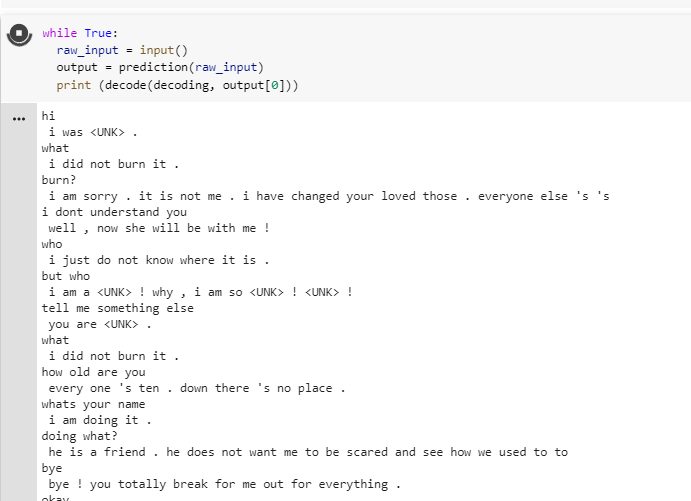 while True:
raw_input = input()
output = prediction(raw_input)
print (decode(decoding, output[0]))
hi
i was <UNK> .
what
i did not burn it .
burn?
i am sorry . it is not me . i have changed your loved those . everyone else 's 's
i dont understand you
well , now she will be with me !
who
i just do not know where it is .
but who
i am a <UNK> ! why , i am so <UNK> ! <UNK> !
tell me something else
you are <UNK> .
what
i did not burn it .
how old are you
every one 's ten . down there 's no place .
whats your name
i am doing it .
doing what?
he is a friend . he does not want me to be scared and see how we used to to
bye
bye ! you totally break for me out for everything .
okay